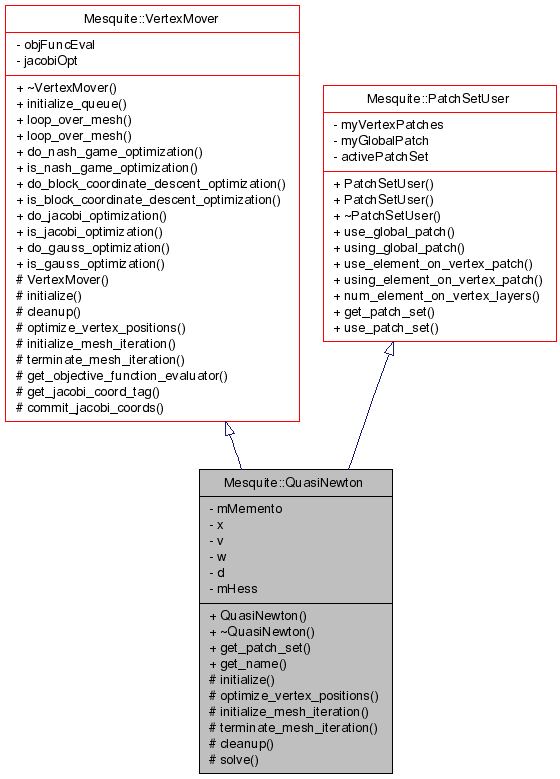 Mesquite::VertexMover
- objFuncEval
- jacobiOpt
+ ~VertexMover()
+ initialize_queue()
+ loop_over_mesh()
+ loop_over_mesh()
+ do_nash_game_optimization()
+ is_nash_game_optimization()
+ do_block_coordinate_descent_optimization()
+ is_block_coordinate_descent_optimization()
+ do_jacobi_optimization()
+ is_jacobi_optimization()
+ do_gauss_optimization()
+ is_gauss_optimization()
# VertexMover()
# initialize()
# cleanup()
# optimize_vertex_positions()
# initialize_mesh_iteration()
# terminate_mesh_iteration()
# get_objective_function_evaluator()
# get_jacobi_coord_tag()
# commit_jacobi_coords()
Mesquite::PatchSetUser
- myVertexPatches
- myGlobalPatch
- activePatchSet
+ PatchSetUser()
+ PatchSetUser()
+ ~PatchSetUser()
+ use_global_patch()
+ using_global_patch()
+ use_element_on_vertex_patch()
+ using_element_on_vertex_patch()
+ num_element_on_vertex_layers()
+ get_patch_set()
+ use_patch_set()
Mesquite::QuasiNewton
- mMemento
- x
- v
- w
- d
- mHess
+ QuasiNewton()
+ ~QuasiNewton()
+ get_patch_set()
+ get_name()
# initialize()
# optimize_vertex_positions()
# initialize_mesh_iteration()
# terminate_mesh_iteration()
# cleanup()
# solve()